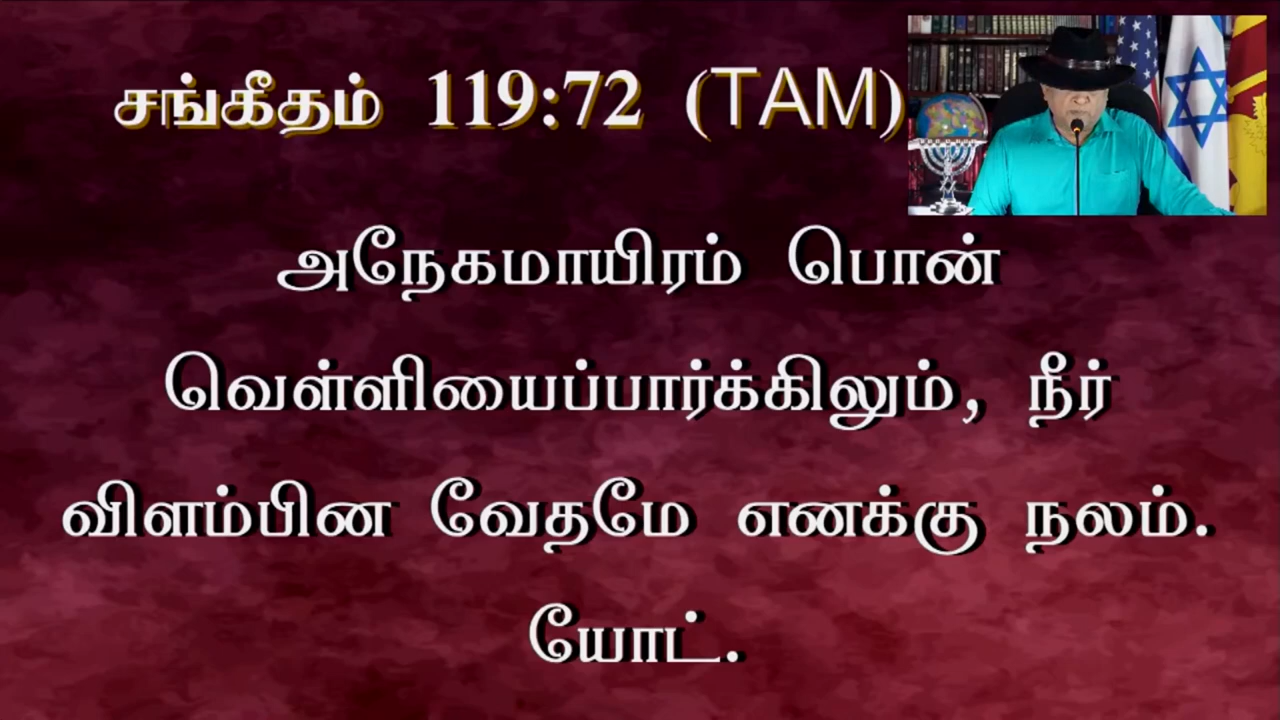 சங்கீதம் 119:72 (TAM)
அநேகமாயிரம் பொன்
வெள்ளியைப்பார்க்கிலும், நீர்
விளம்பின வேதமே எனக்கு நலம்.
யோட்.